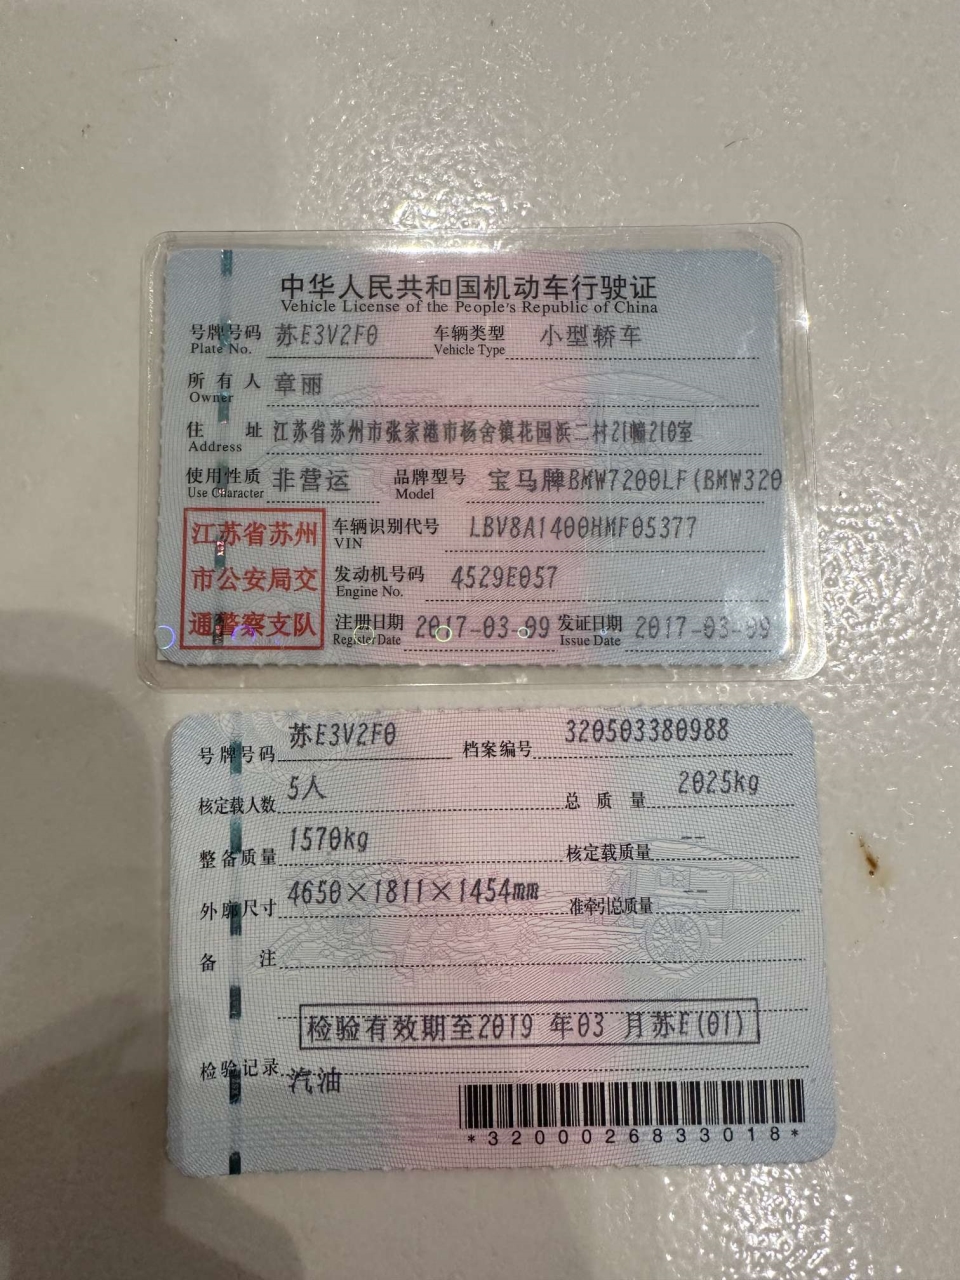 中华人民共和国机动车行驶证
Vehicle License of the People's Republic of China
号牌号码 苏E3V2F0 车辆类型 小型轿车
Plate No. Vehicle Type
所有人 章丽
Owner
住址 江苏省苏州市张家港市杨舍镇花园浜二村21幢210室
Address
使用性质 非营运 品牌型号 宝马牌BMW7200LF(BMW320
Use Character Model
江苏省苏州
市公安局交
通警察支队
车辆识别代号 LBV8A1400HMF05377
VIN
发动机号码 4529E057
Engine No.
注册日期 2017-03-09 发证日期 2017-03-09
Register Date Issue Date
号牌号码 苏E3V2F0 档案编号 320503380988
核定载人数 5人 总质量 2025kg
整备质量 1570kg 核定载质量 --
外廓尺寸 4650×1811×1454mm 准牵引总质量 --
备注
检验有效期至2019年03月苏E(01)
检验记录 汽油
*3200026833018*